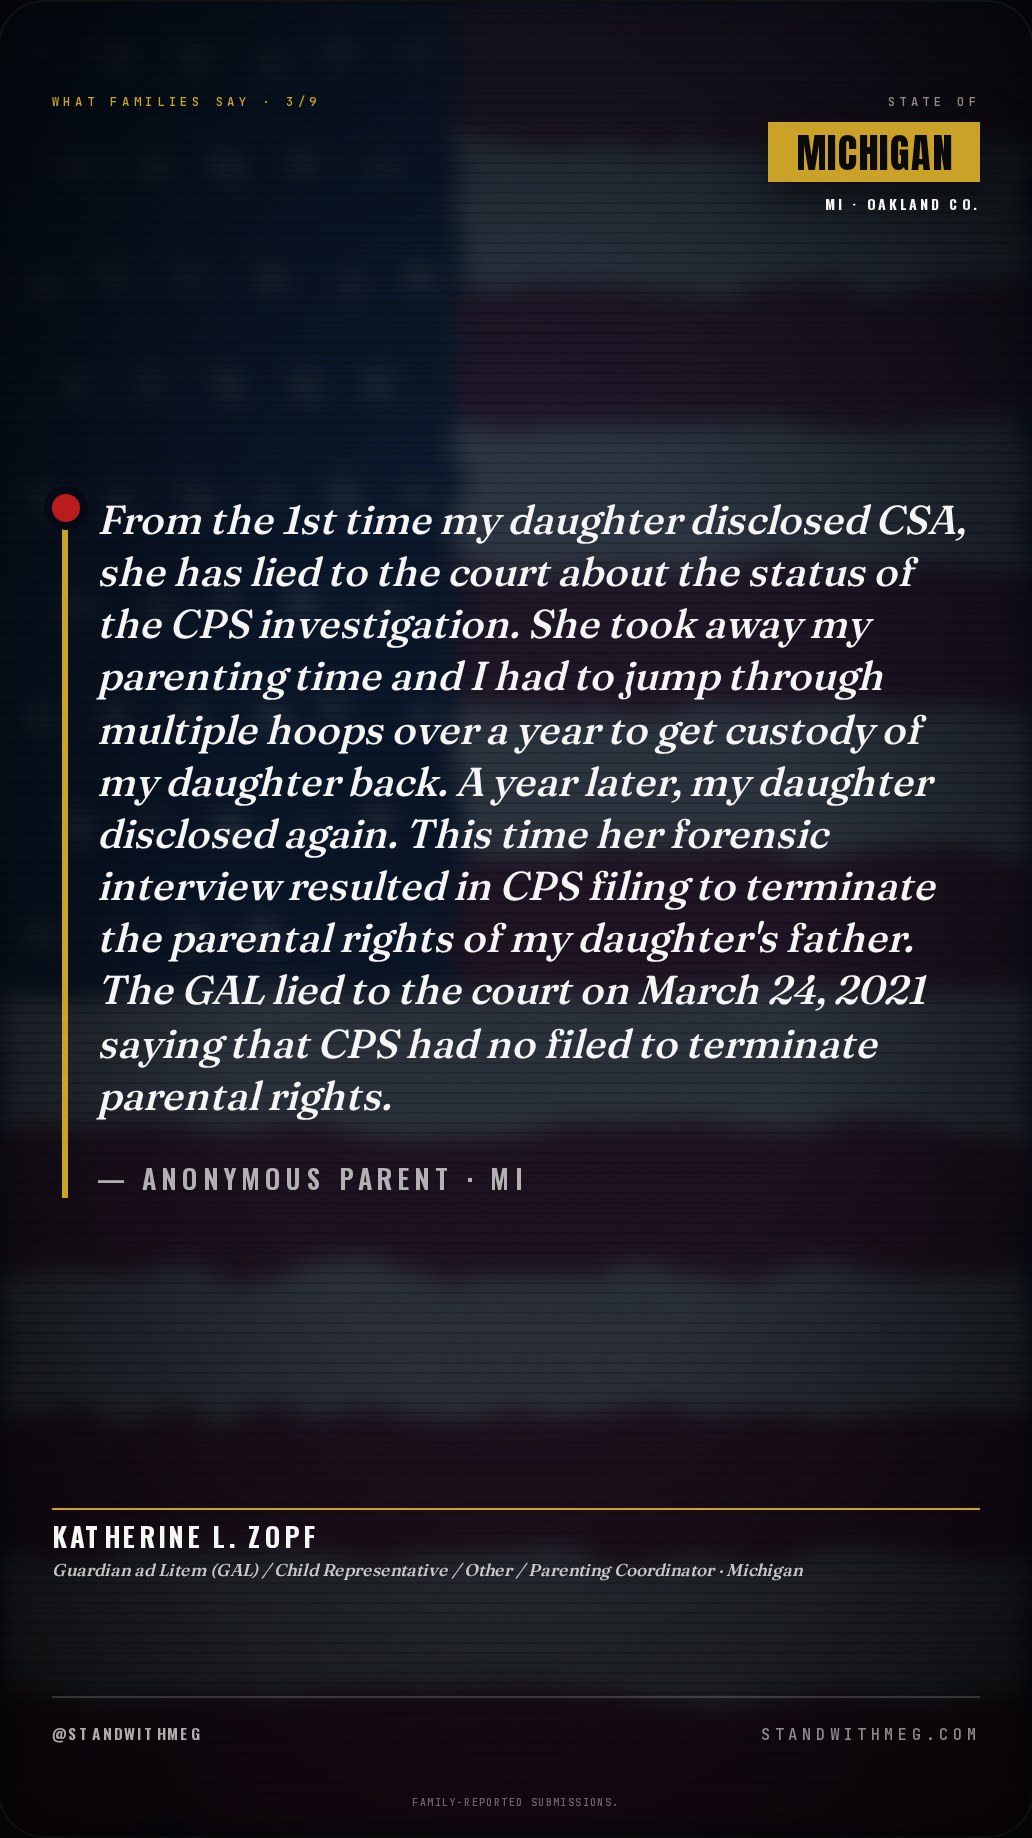 WHAT FAMILIES SAY · 3/9
STATE OF
MICHIGAN
MI · OAKLAND CO.
From the 1st time my daughter disclosed CSA,
she has lied to the court about the status of
the CPS investigation. She took away my
parenting time and I had to jump through
multiple hoops over a year to get custody of
my daughter back. A year later, my daughter
disclosed again. This time her forensic
interview resulted in CPS filing to terminate
the parental rights of my daughter's father.
The GAL lied to the court on March 24, 2021
saying that CPS had no filed to terminate
parental rights.
— ANONYMOUS PARENT · MI
KATHERINE L. ZOPF
Guardian ad Litem (GAL) / Child Representative / Other / Parenting Coordinator · Michigan
@STANDWITHMEG
STANDWITHMEG.COM
FAMILY-REPORTED SUBMISSIONS.